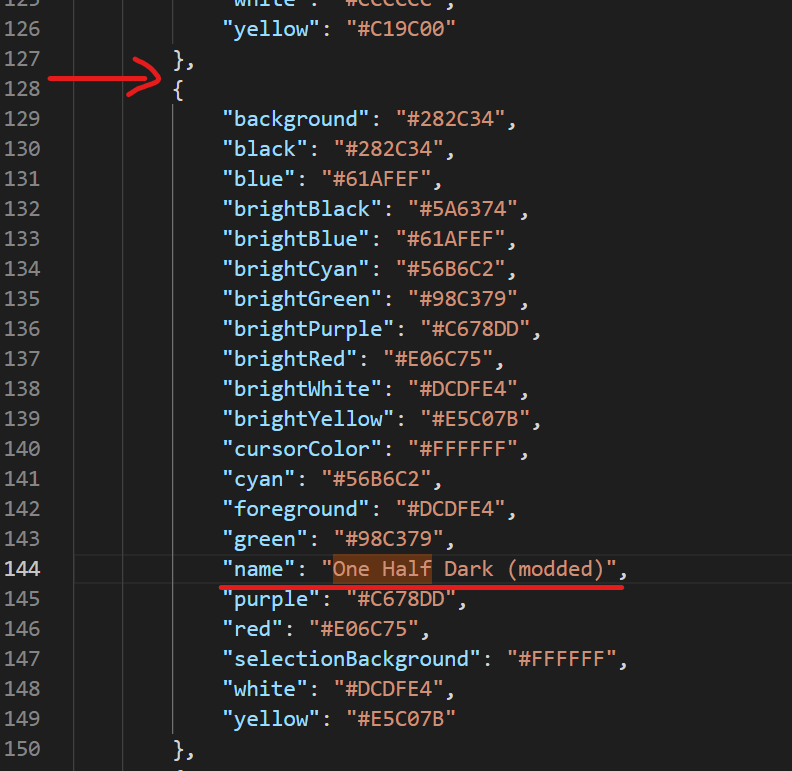 125 "white": "#CCCCCC",
126 "yellow": "#C19C00"
127 },
128 {
129 "background": "#282C34",
130 "black": "#282C34",
131 "blue": "#61AFEF",
132 "brightBlack": "#5A6374",
133 "brightBlue": "#61AFEF",
134 "brightCyan": "#56B6C2",
135 "brightGreen": "#98C379",
136 "brightPurple": "#C678DD",
137 "brightRed": "#E06C75",
138 "brightWhite": "#DCDFE4",
139 "brightYellow": "#E5C07B",
140 "cursorColor": "#FFFFFF",
141 "cyan": "#56B6C2",
142 "foreground": "#DCDFE4",
143 "green": "#98C379",
144 "name": "One Half Dark (modded)",
145 "purple": "#C678DD",
146 "red": "#E06C75",
147 "selectionBackground": "#FFFFFF",
148 "white": "#DCDFE4",
149 "yellow": "#E5C07B"
150 },